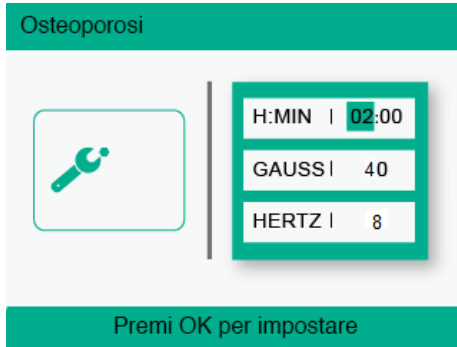 Osteoporosi
H:MIN | 02:00
GAUSS | 40
HERTZ | 8
Premi OK per impostare